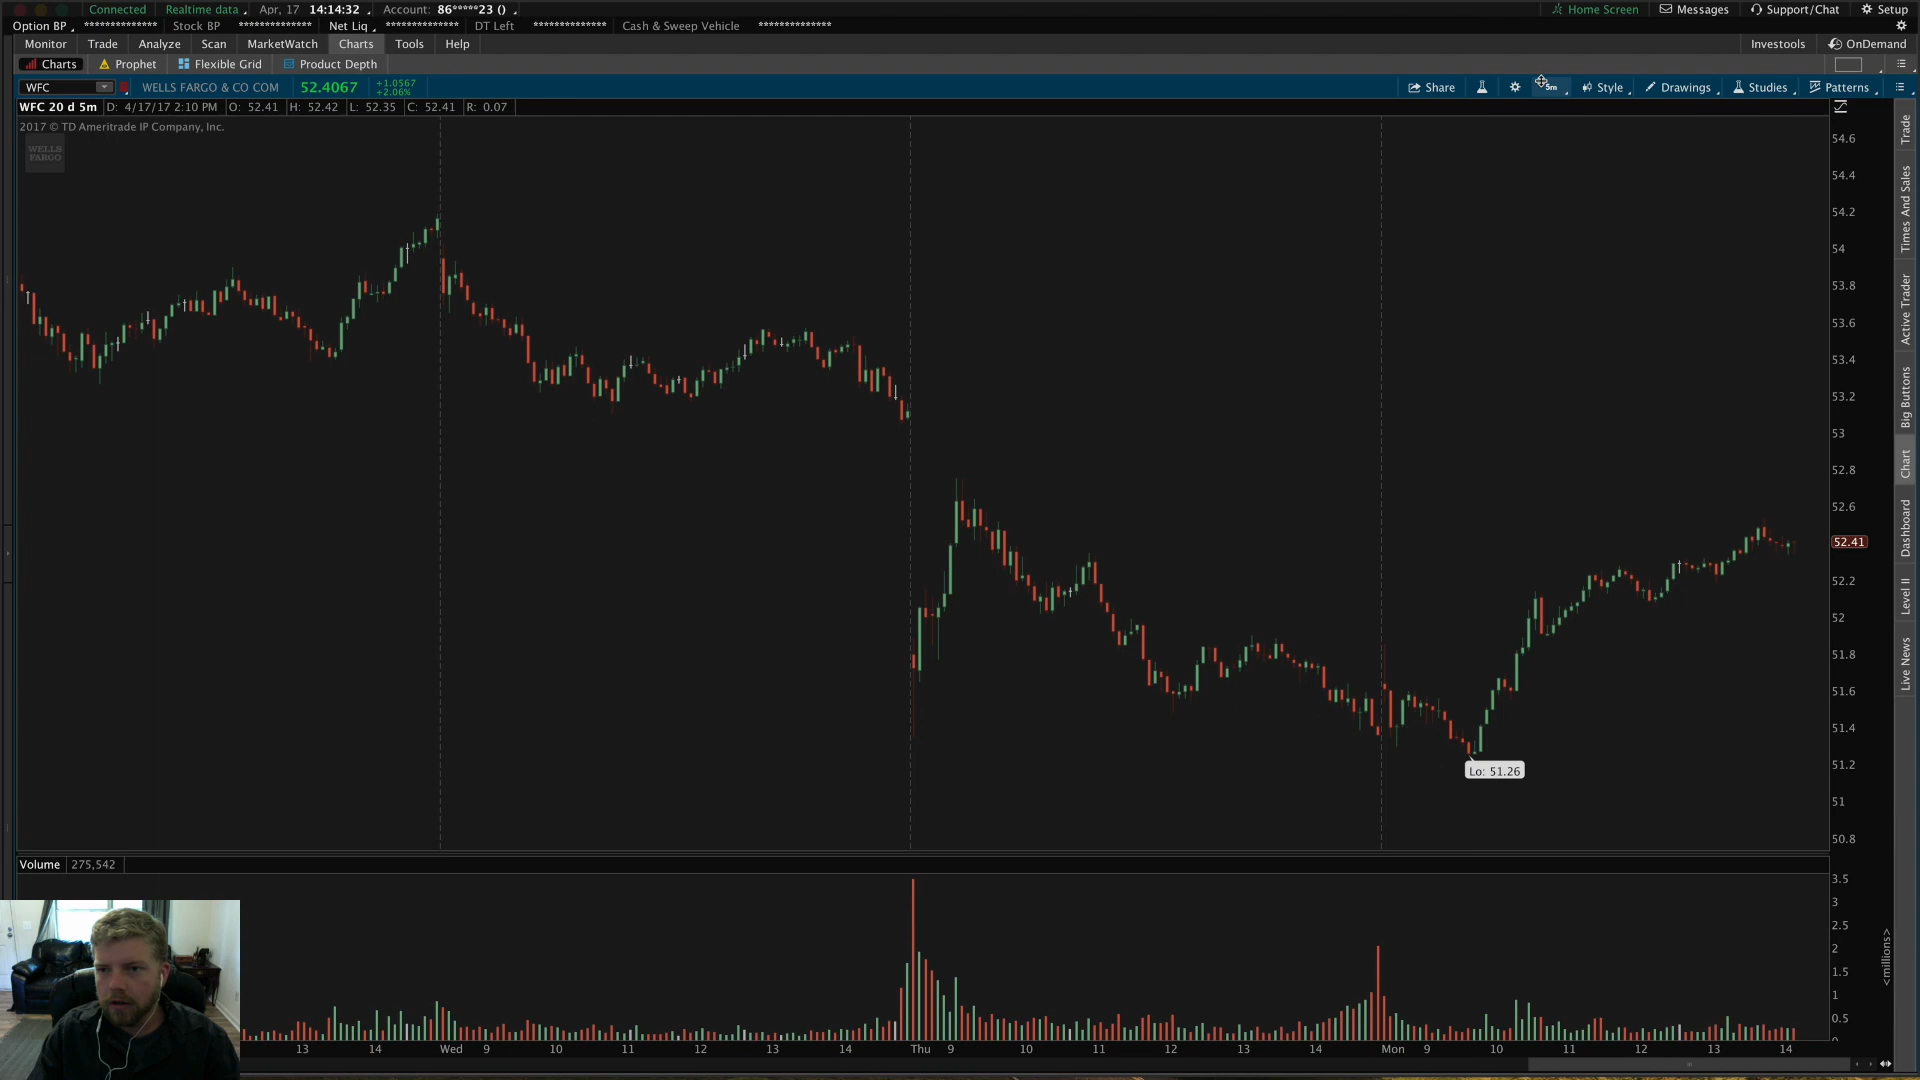 Connected Realtime data Apr, 17 14:14:32 Account: 86*****23 () Home Screen Messages Support/Chat Setup
Option BP ************** Stock BP ************** Net Liq ************** DT Left ************** Cash & Sweep Vehicle **************
Monitor Trade Analyze Scan MarketWatch Charts Tools Help Investools OnDemand
Charts Prophet Flexible Grid Product Depth
WFC WELLS FARGO & CO COM 52.4067 +1.0567 Share 5m Style Drawings Studies Patterns
+2.06%
WFC 20 d 5m D: 4/17/17 2:10 PM O: 52.41 H: 52.42 L: 52.35 C: 52.41 R: 0.07
2017 © TD Ameritrade IP Company, Inc.
WELLS
FARGO
54.6
54.4
54.2
54
53.8
53.6
53.4
53.2
53
52.8
52.6
52.41
52.2
52
51.8
51.6
51.4
51.2
51
50.8
Lo: 51.26
Trade
Times And Sales
Active Trader
Big Buttons
Chart
Dashboard
Level II
Live News
Volume 275,542
3.5
3
2.5
2
1.5
1
0.5
<millions>
13 14 Wed 9 10 11 12 13 14 Thu 9 10 11 12 13 14 Mon 9 10 11 12 13 14